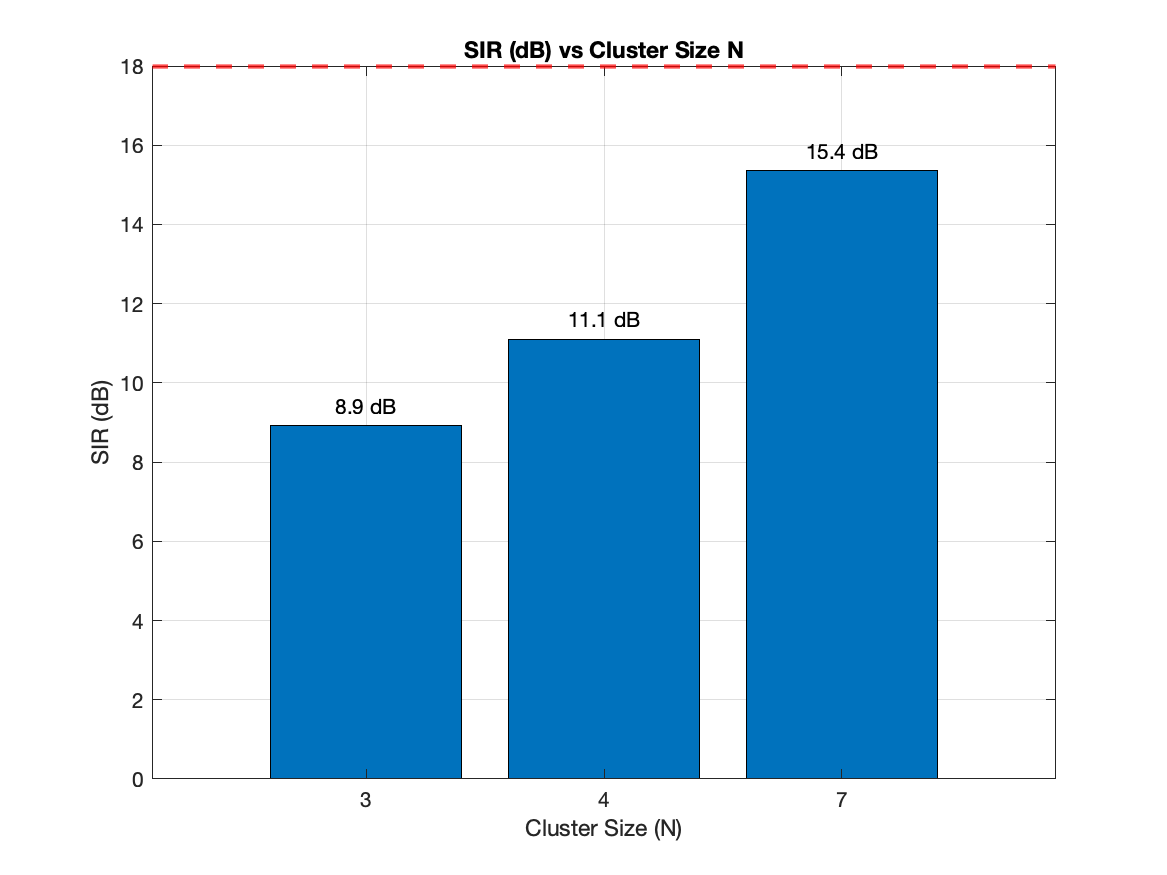 SIR (dB) vs Cluster Size N
18
16
14
12
10
8
6
4
2
0
SIR (dB)
15.4 dB
11.1 dB
8.9 dB
3
4
7
Cluster Size (N)